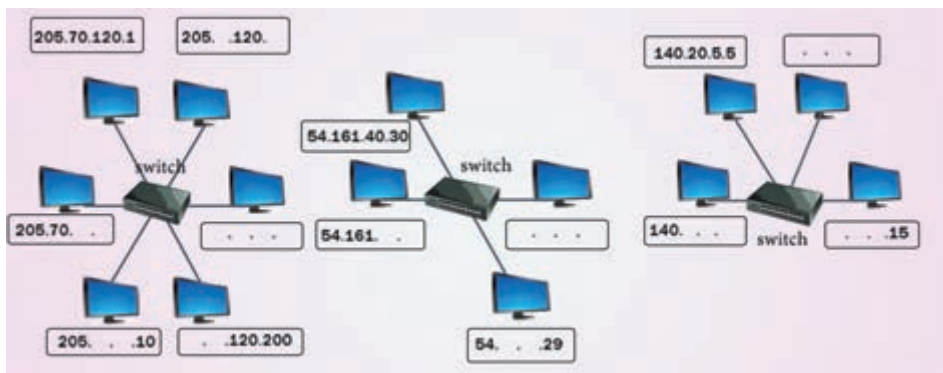 205.70.120.1
205. .120.
switch
205.70. .
. . .
205. . .10
. .120.200
54.161.40.30
switch
54.161. .
. . .
54. . .29
140.20.5.5
. . .
140. . .
switch
. . .15